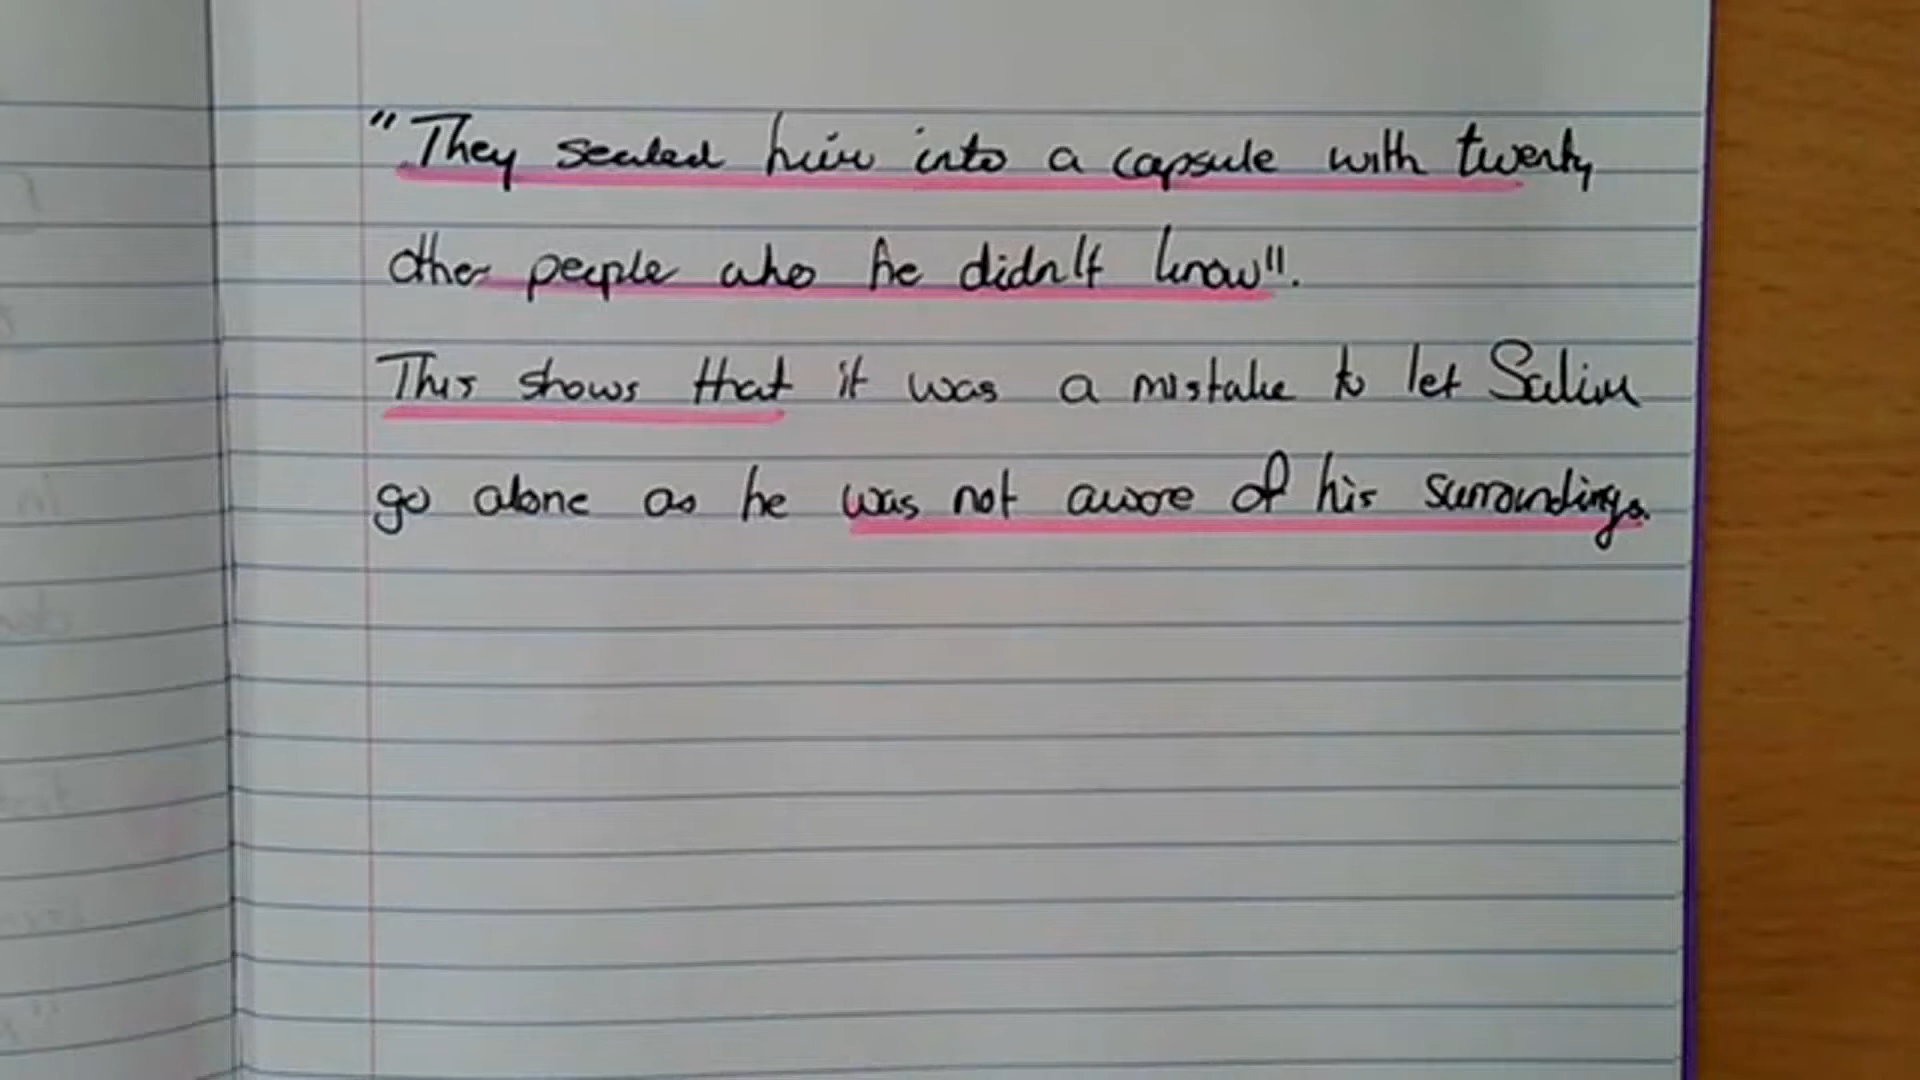 "They sealed him into a capsule with twenty
other people who he didn't know".
This shows that it was a mistake to let Salim
go alone as he was not aware of his surroundings.